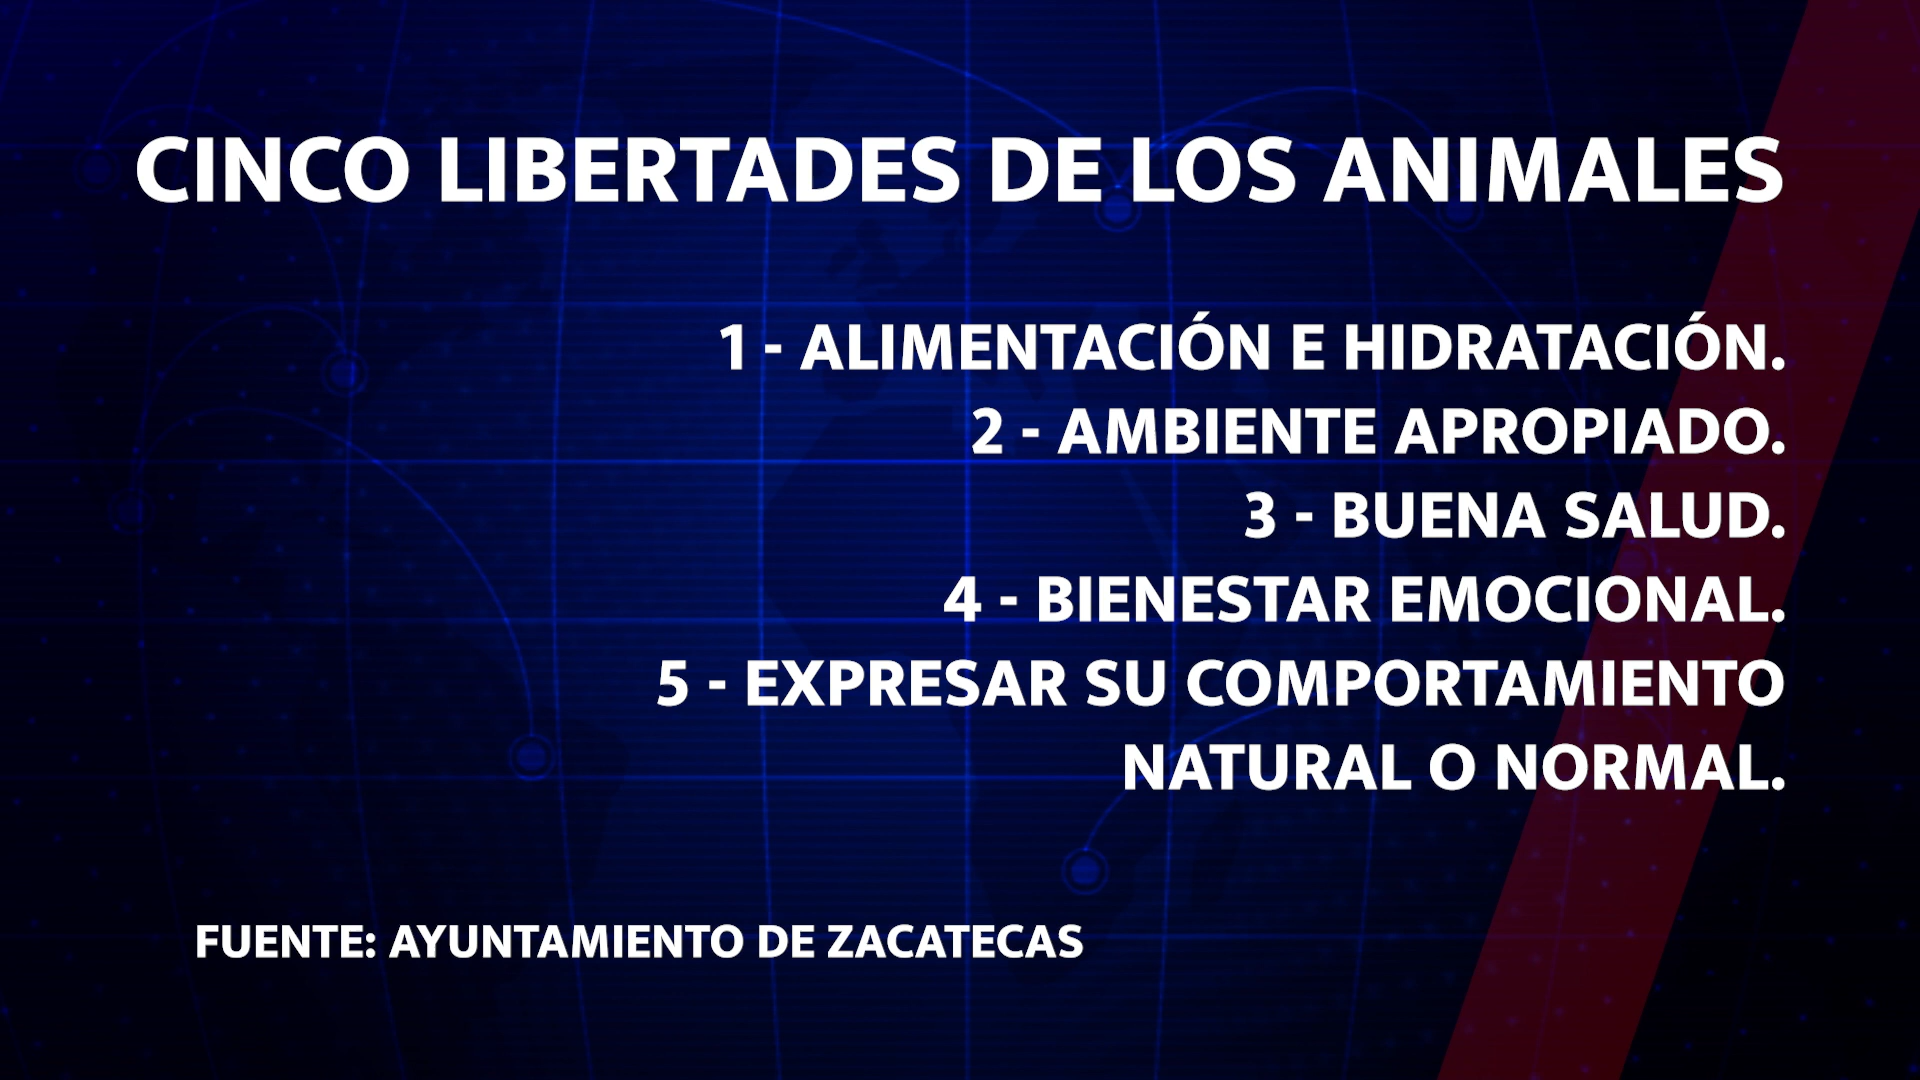 CINCO LIBERTADES DE LOS ANIMALES
1 - ALIMENTACIÓN E HIDRATACIÓN.
2 - AMBIENTE APROPIADO.
3 - BUENA SALUD.
4 - BIENESTAR EMOCIONAL.
5 - EXPRESAR SU COMPORTAMIENTO
NATURAL O NORMAL.
FUENTE: AYUNTAMIENTO DE ZACATECAS